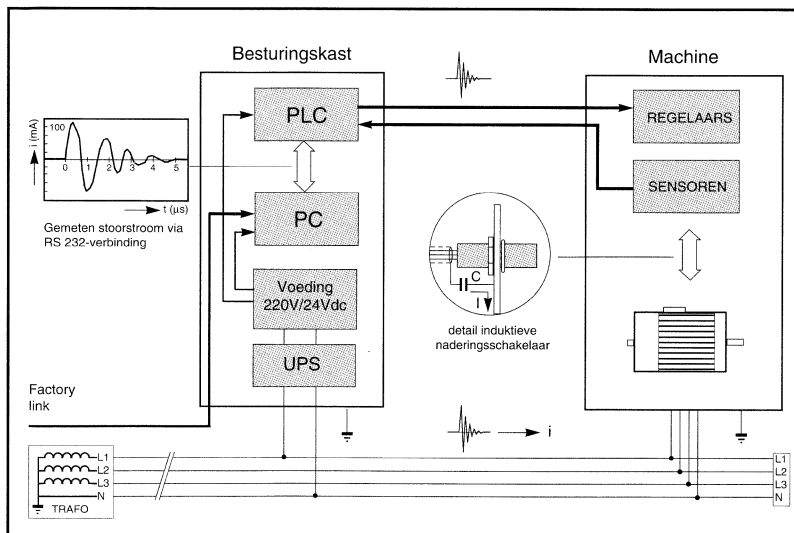 Besturingskast
Machine
PLC
REGELAARS
SENSOREN
i (mA)
100
0 1 2 3 4 5
t (µs)
Gemeten stoorstroom via
RS 232-verbinding
PC
C
I
detail induktieve
naderingsschakelaar
Voeding
220V/24Vdc
UPS
Factory
link
i
L1
L2
L3
N
TRAFO
L1
L2
L3
N